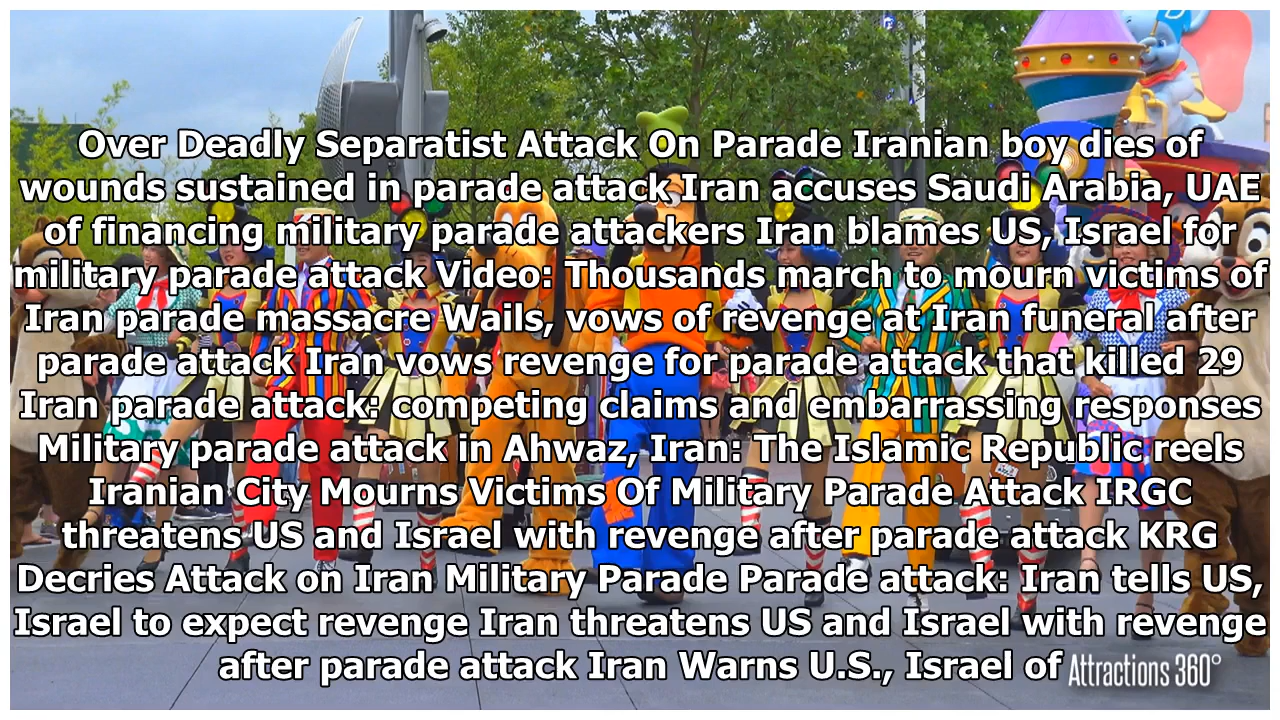 Over Deadly Separatist Attack On Parade Iranian boy dies of
wounds sustained in parade attack Iran accuses Saudi Arabia, UAE
of financing military parade attackers Iran blames US, Israel for
military parade attack Video: Thousands march to mourn victims of
Iran parade massacre Wails, vows of revenge at Iran funeral after
parade attack Iran vows revenge for parade attack that killed 29
Iran parade attack: competing claims and embarrassing responses
Military parade attack in Ahwaz, Iran: The Islamic Republic reels
Iranian City Mourns Victims Of Military Parade Attack IRGC
threatens US and Israel with revenge after parade attack KRG
Decries Attack on Iran Military Parade Parade attack: Iran tells US,
Israel to expect revenge Iran threatens US and Israel with revenge
after parade attack Iran Warns U.S., Israel of
Attractions 360°